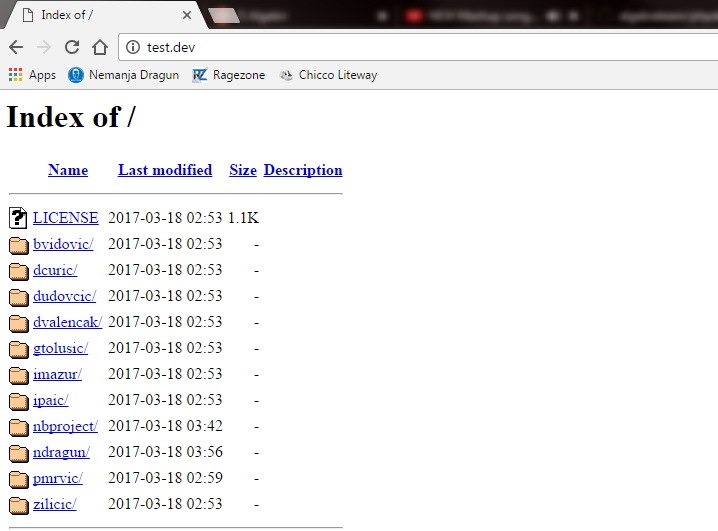 Index of /
test.dev
Apps Nemanja Dragun Ragezone Chicco Liteway
Index of /
Name Last modified Size Description
LICENSE 2017-03-18 02:53 1.1K
bvidovic/ 2017-03-18 02:53 -
dcuric/ 2017-03-18 02:53 -
dudovcic/ 2017-03-18 02:53 -
dvalencak/ 2017-03-18 02:53 -
gtolusic/ 2017-03-18 02:53 -
imazur/ 2017-03-18 02:53 -
ipaic/ 2017-03-18 02:53 -
nbproject/ 2017-03-18 03:42 -
ndragun/ 2017-03-18 03:56 -
pmrvic/ 2017-03-18 02:59 -
zilicic/ 2017-03-18 02:53 -